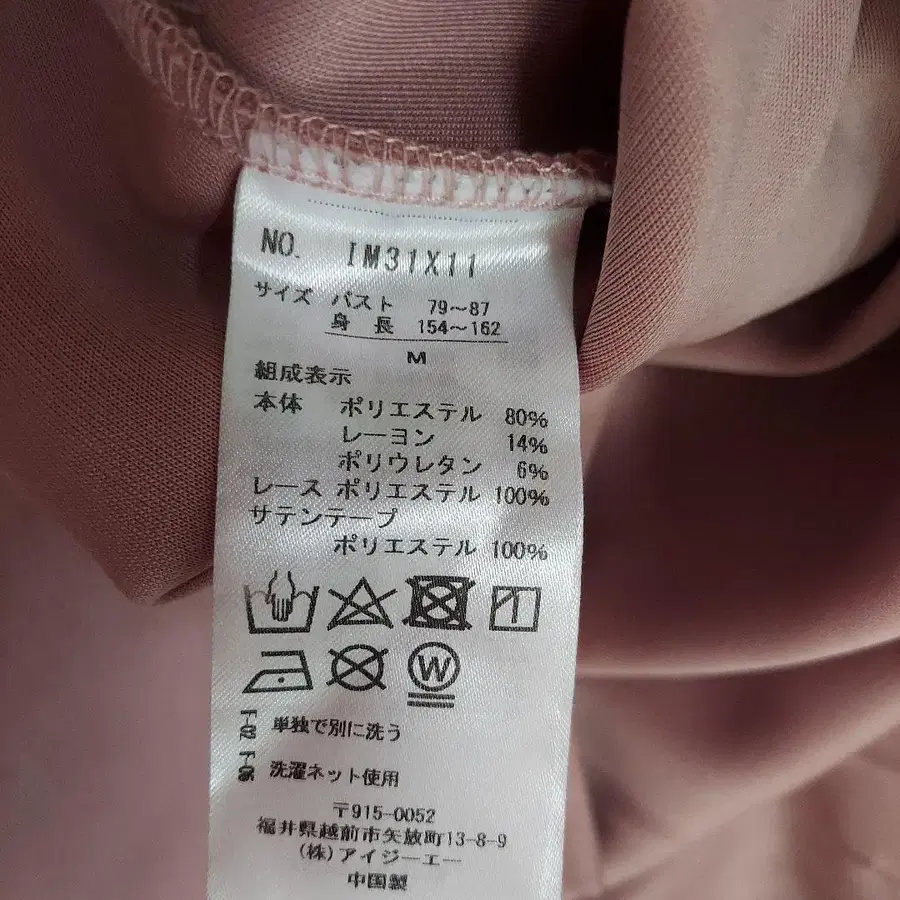 NO. IM31X11
サイズ バスト 79～87
身長 154～162
M
組成表示
本体 ポリエステル 80%
レーヨン 14%
ポリウレタン 6%
レース ポリエステル 100%
サテンテープ
ポリエステル 100%
W
F-02 単独で別に洗う
F-06 洗濯ネット使用
〒915-0052
福井県越前市矢放町13-8-9
(株)アイジーエー
中国製